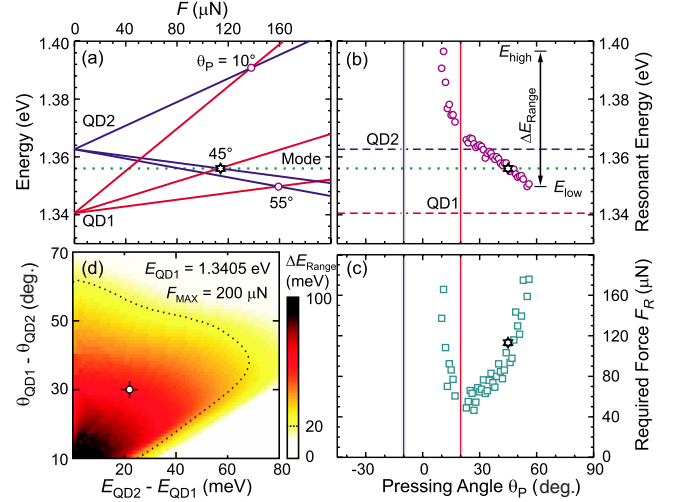 F (μN)
0 40 80 120 160
1.40
1.38
1.36
1.34
Energy (eV)
(a)
θP = 10°
QD2
45°
Mode
55°
QD1
(b)
Ehigh
ΔERange
QD2
Elow
QD1
1.40
1.38
1.36
1.34
Resonant Energy (eV)
70
50
30
10
θQD1 - θQD2 (deg.)
(d)
EQD1 = 1.3405 eV
FMAX = 200 μN
20 40 60 80
EQD2 - EQD1 (meV)
ΔERange
(meV)
100
20
0
(c)
160
120
80
40
0
Required Force FR (μN)
-30 0 30 60 90
Pressing Angle θP (deg.)